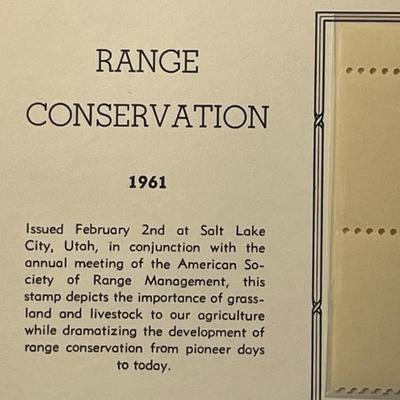 RANGE
CONSERVATION
1961
Issued February 2nd at Salt Lake
City, Utah, in conjunction with the
annual meeting of the American So-
ciety of Range Management, this
stamp depicts the importance of grass-
land and livestock to our agriculture
while dramatizing the development of
range conservation from pioneer days
to today.